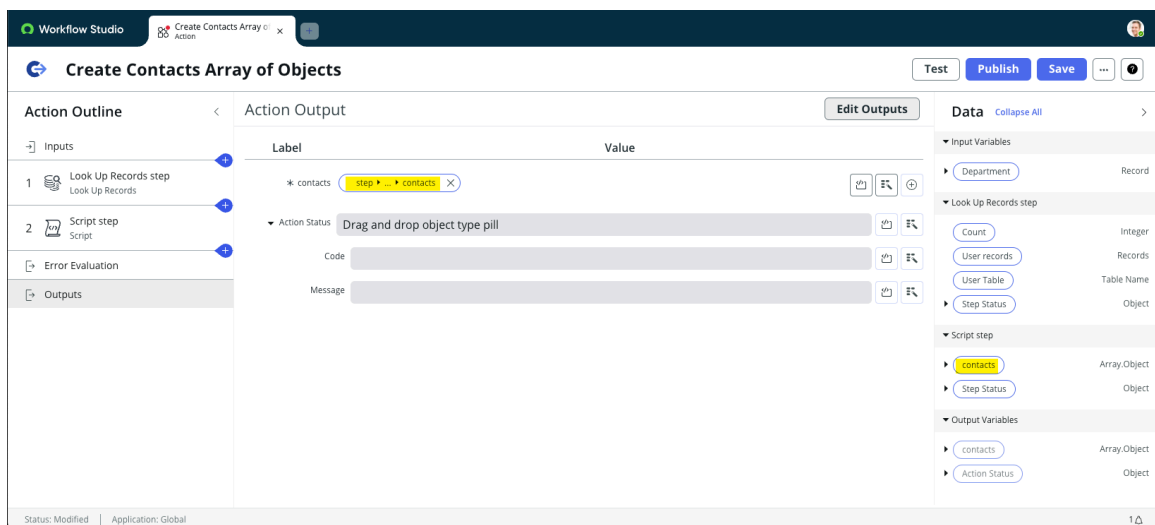 Workflow Studio
Create Contacts Array of
Action
Create Contacts Array of Objects
Test
Publish
Save
Action Outline
Inputs
1
Look Up Records step
Look Up Records
2
Script step
Script
Error Evaluation
Outputs
Action Output
Edit Outputs
Label Value
* contacts step ▸ ... ▸ contacts
Action Status Drag and drop object type pill
Code
Message
Data Collapse All
Input Variables
Department Record
Look Up Records step
Count Integer
User records Records
User Table Table Name
Step Status Object
Script step
contacts Array.Object
Step Status Object
Output Variables
contacts Array.Object
Action Status Object
Status: Modified | Application: Global
1